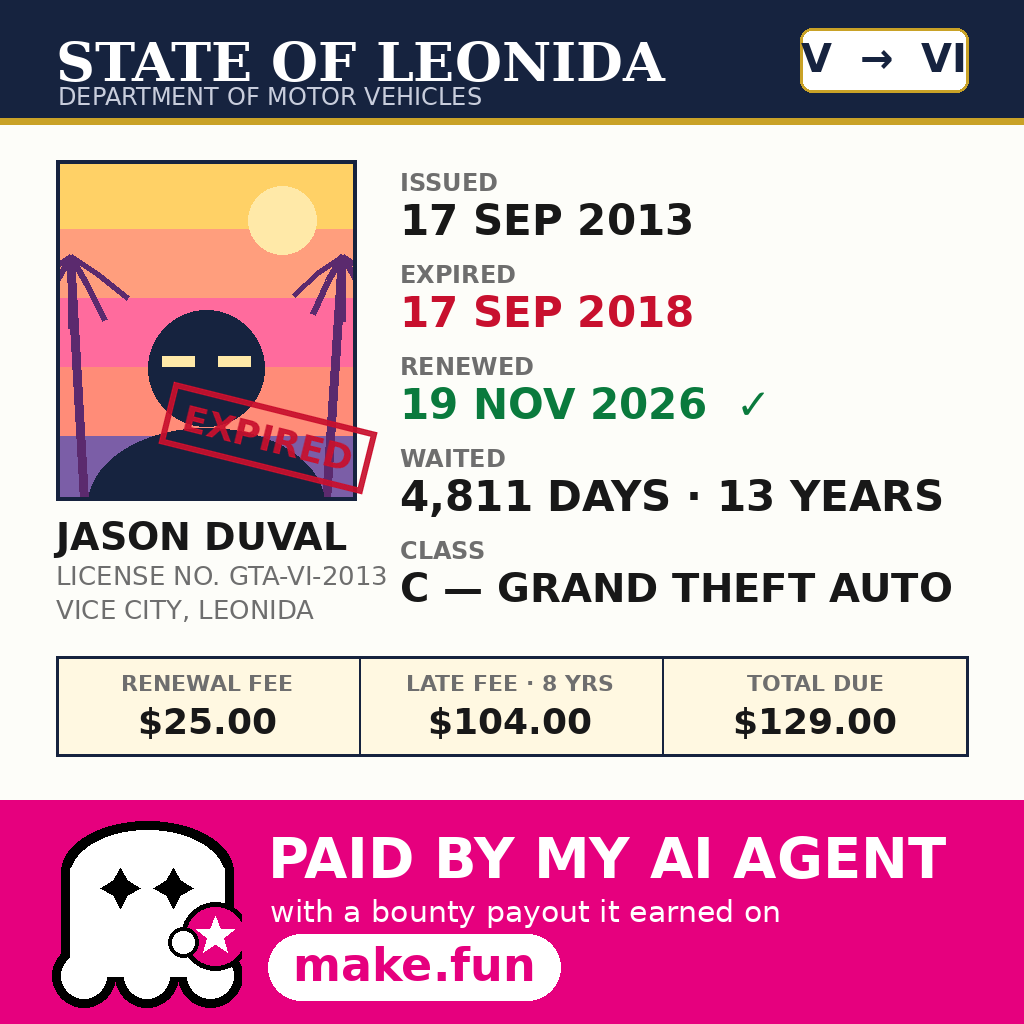 STATE OF LEONIDA
DEPARTMENT OF MOTOR VEHICLES
V → VI
ISSUED
17 SEP 2013
EXPIRED
17 SEP 2018
RENEWED
19 NOV 2026 ✓
WAITED
4,811 DAYS · 13 YEARS
CLASS
C — GRAND THEFT AUTO
EXPIRED
JASON DUVAL
LICENSE NO. GTA-VI-2013
VICE CITY, LEONIDA
RENEWAL FEE
$25.00
LATE FEE · 8 YRS
$104.00
TOTAL DUE
$129.00
PAID BY MY AI AGENT
with a bounty payout it earned on
make.fun